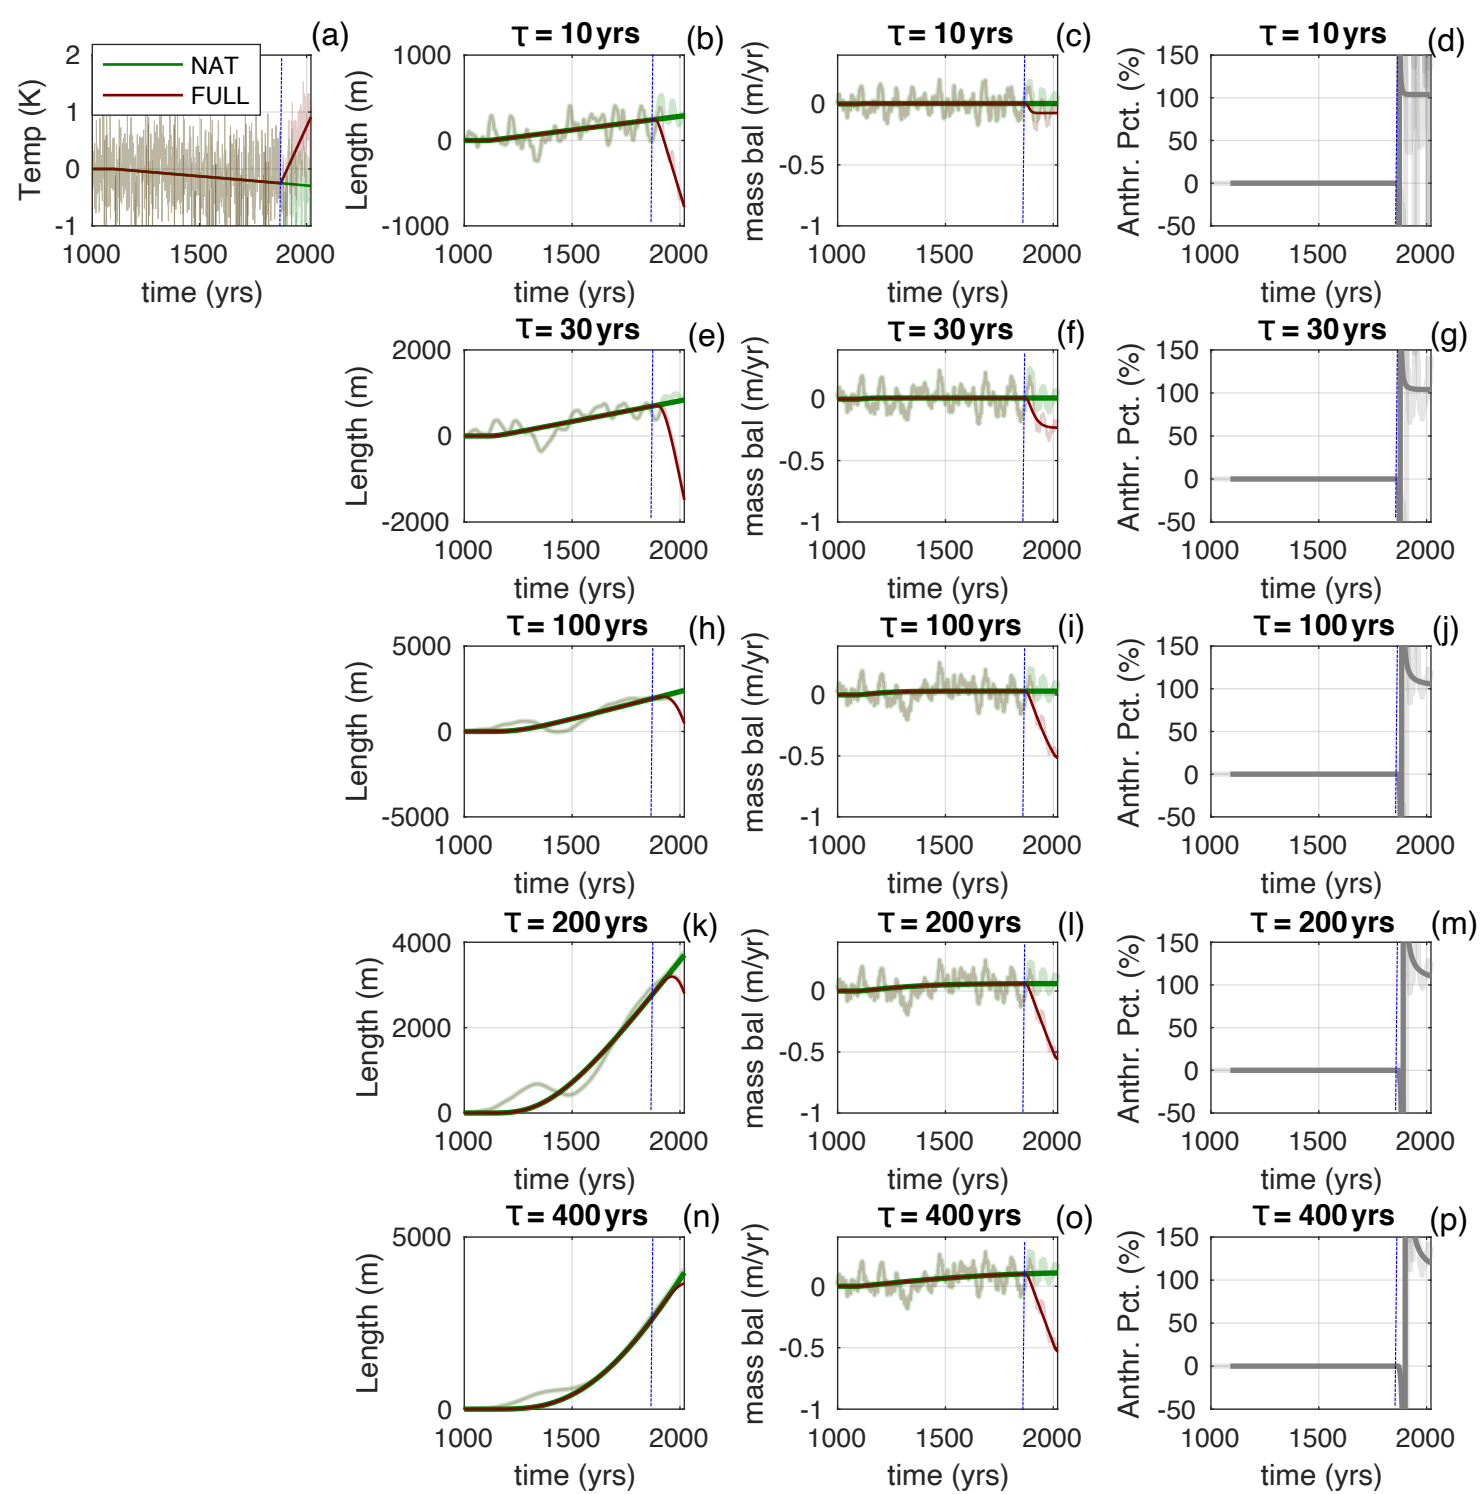 (a)
2
1
0
-1
Temp (K)
NAT
FULL
1000 1500 2000
time (yrs)
τ = 10 yrs (b)
1000
0
-1000
Length (m)
1000 1500 2000
time (yrs)
τ = 10 yrs (c)
0
-0.5
-1
mass bal (m/yr)
1000 1500 2000
time (yrs)
τ = 10 yrs (d)
150
100
50
0
-50
Anthr. Pct. (%)
1000 1500 2000
time (yrs)
τ = 30 yrs (e)
2000
0
-2000
Length (m)
1000 1500 2000
time (yrs)
τ = 30 yrs (f)
0
-0.5
-1
mass bal (m/yr)
1000 1500 2000
time (yrs)
τ = 30 yrs (g)
150
100
50
0
-50
Anthr. Pct. (%)
1000 1500 2000
time (yrs)
τ = 100 yrs (h)
5000
0
-5000
Length (m)
1000 1500 2000
time (yrs)
τ = 100 yrs (i)
0
-0.5
-1
mass bal (m/yr)
1000 1500 2000
time (yrs)
τ = 100 yrs (j)
150
100
50
0
-50
Anthr. Pct. (%)
1000 1500 2000
time (yrs)
τ = 200 yrs (k)
4000
2000
0
Length (m)
1000 1500 2000
time (yrs)
τ = 200 yrs (l)
0
-0.5
-1
mass bal (m/yr)
1000 1500 2000
time (yrs)
τ = 200 yrs (m)
150
100
50
0
-50
Anthr. Pct. (%)
1000 1500 2000
time (yrs)
τ = 400 yrs (n)
5000
0
Length (m)
1000 1500 2000
time (yrs)
τ = 400 yrs (o)
0
-0.5
-1
mass bal (m/yr)
1000 1500 2000
time (yrs)
τ = 400 yrs (p)
150
100
50
0
-50
Anthr. Pct. (%)
1000 1500 2000
time (yrs)